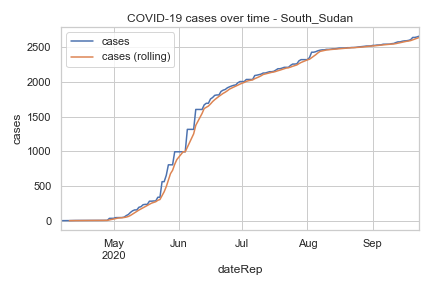 COVID-19 cases over time - South_Sudan
cases
cases (rolling)
2500
2000
1500
1000
500
0
cases
May
2020
Jun
Jul
Aug
Sep
dateRep